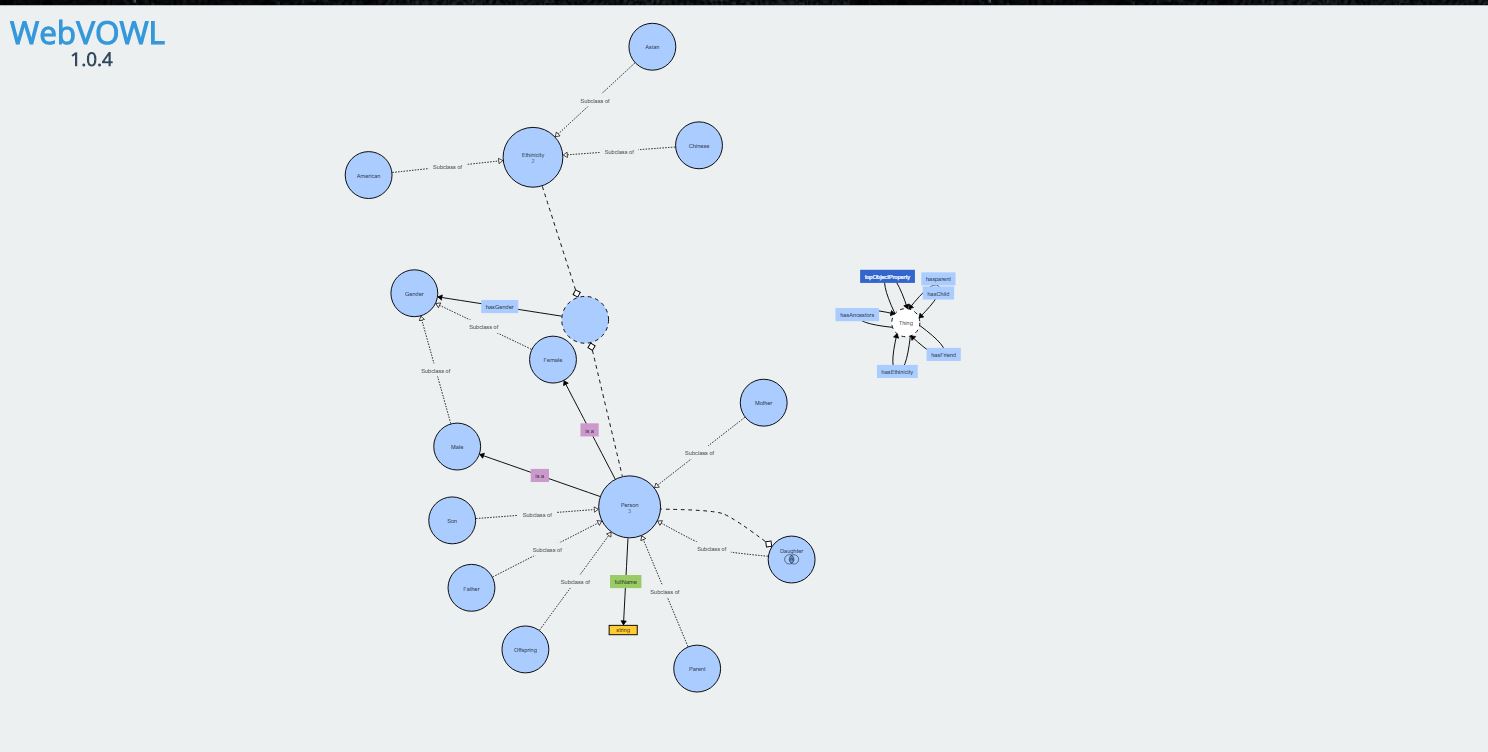 WebVOWL
1.0.4
Asian
Subclass of
Ethinicity
2
Subclass of
Chinese
Subclass of
American
topObjectProperty
hasparent
hasChild
Gender
hasGender
hasAncestors
Thing
Subclass of
hasFriend
Female
Subclass of
hasEthinicity
Mother
is a
Male
Subclass of
is a
Person
3
Son
Subclass of
Father
Subclass of
Subclass of
Daughter
Subclass of
fullName
Subclass of
string
Offspring
Parent